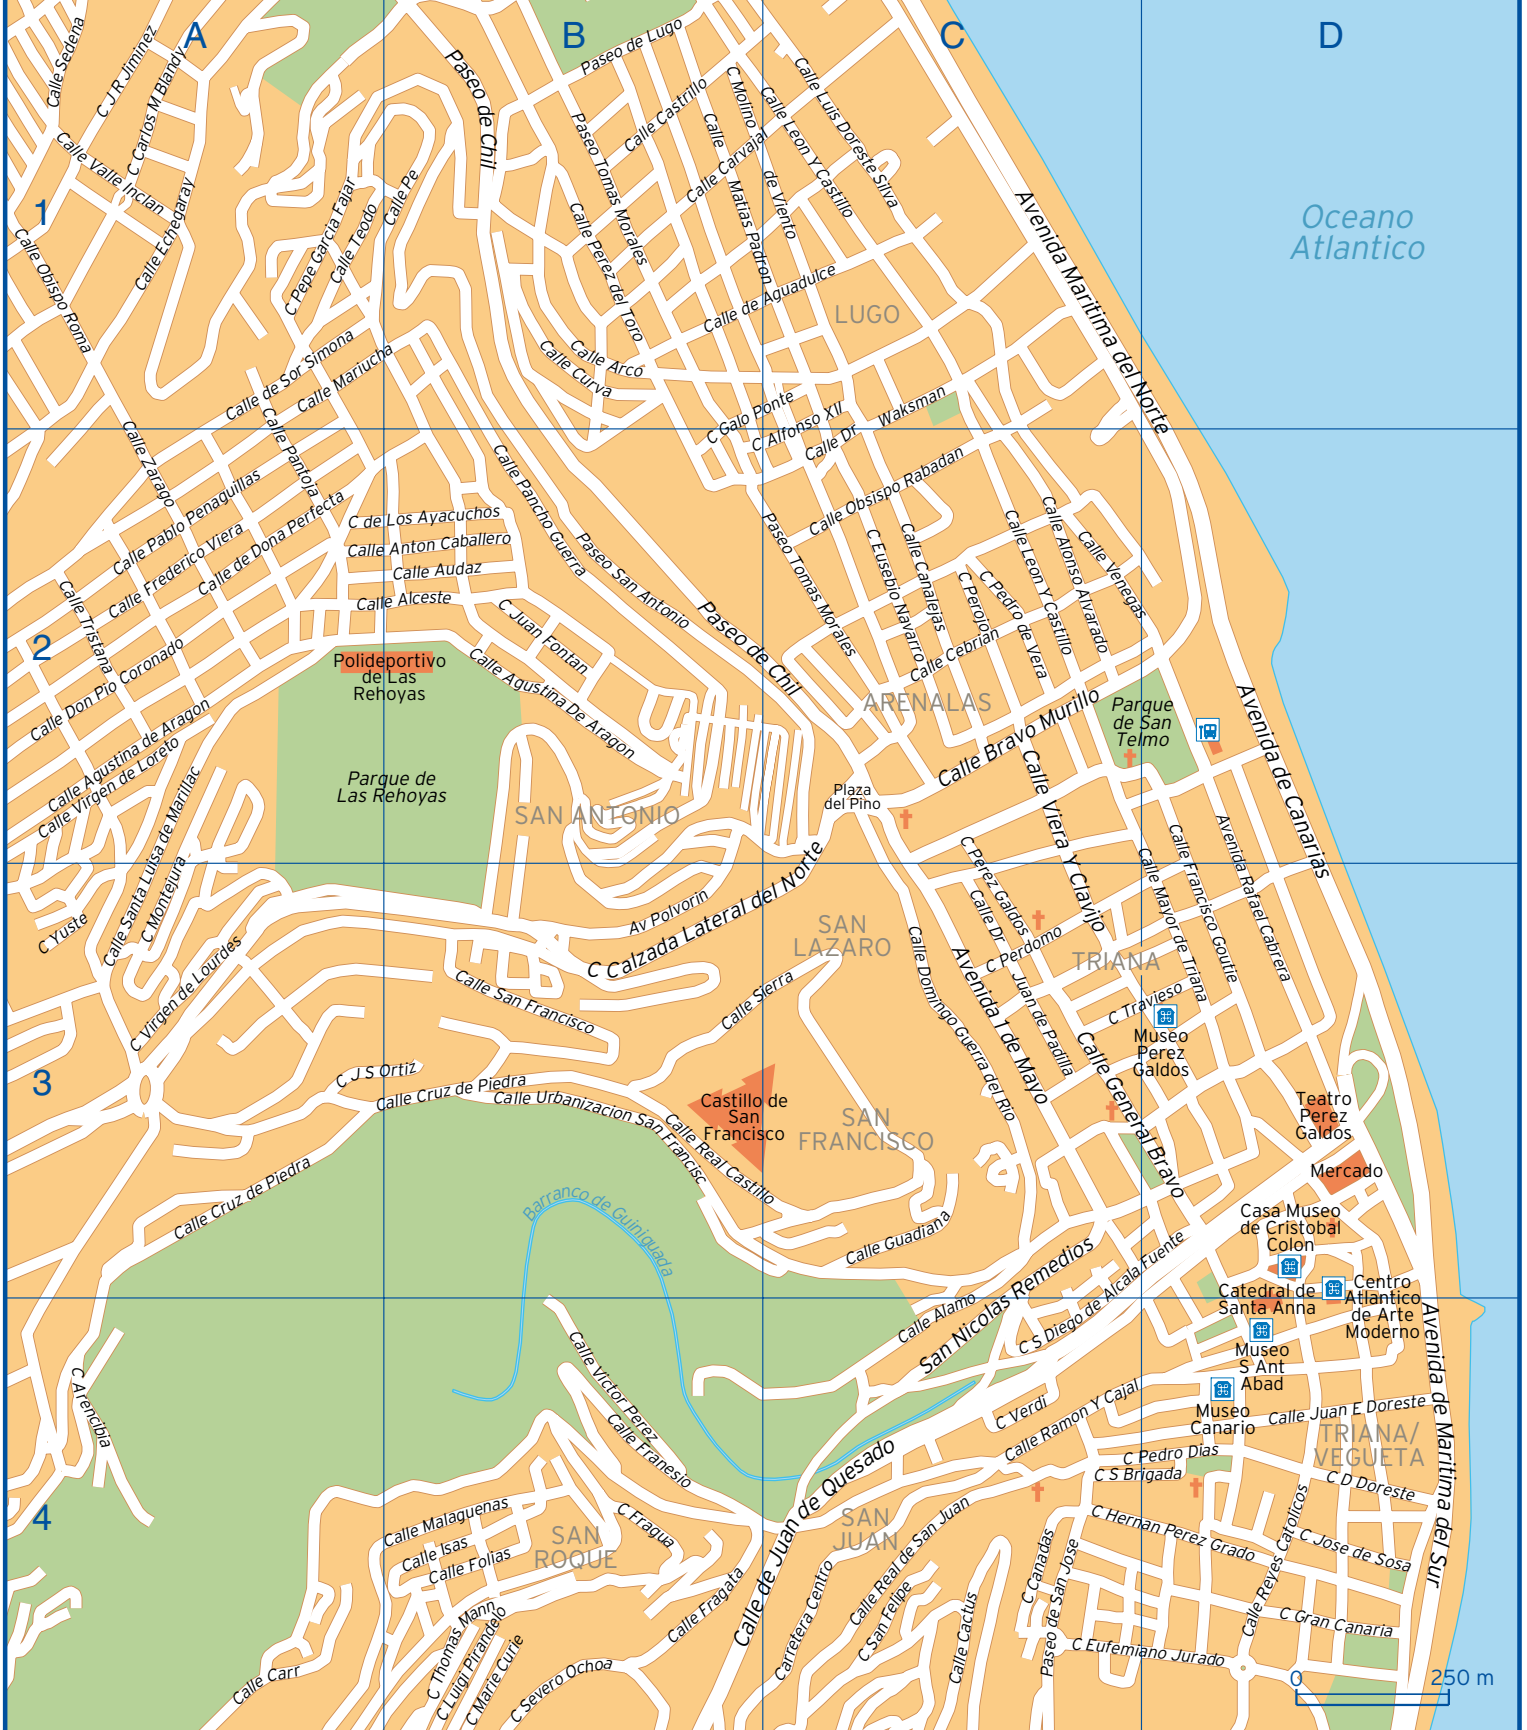 A
B
C
D
1
2
3
4
Calle Sedena
C J R Jiminez
C Carlos M Blandy
Calle Valle Inclan
Calle Echegaray
Calle Obispo Roma
C Pepe Garcia Fajar
Calle Teodo
Calle Pe
Paseo de Chil
Paseo de Lugo
Calle Castrillo
Calle Carvajal
Paseo Tomas Morales
Calle Perez del Toro
Calle
Matias Padron
C Molino
de Viento
Calle Leon Y Castillo
Calle Luis Doreste Silva
Calle de Aguadulce
LUGO
Avenida Maritima del Norte
Oceano
Atlantico
Calle Arco
Calle Curva
Calle de Sor Simona
Calle Mariucha
C Galo Ponte
C Alfonso XII
Calle Dr
Waksman
Calle Zarago
Calle Pantoja
Calle Pablo Penaguillas
Calle Frederico Viera
Calle de Dona Perfecta
C de Los Ayacuchos
Calle Anton Caballero
Calle Audaz
Calle Alceste
Calle Pancho Guerra
Paseo San Antonio
Paseo de Chil
C Juan Fontan
Calle Agustina De Aragon
Calle Tristana
Calle Don Pio Coronado
Calle Agustina de Aragon
Calle Virgen de Loreto
Polideportivo
de Las
Rehoyas
Parque de
Las Rehoyas
SAN ANTONIO
Paseo Tomas Morales
Calle Obsispo Rabadan
C Eusebio Navarro
Calle Canalejas
C Perojo
C Pedro de Vera
Calle Leon Y Castillo
Calle Alonso Alvarado
Calle Venegas
Calle Cebrian
ARENALAS
Calle Bravo Murillo
Parque
de San
Telmo
Avenida de Canarias
Plaza
del Pino
Calle Viera Y Clavijo
Calle Santa Luisa de Marillac
C Montejura
C Yuste
C Virgen de Lourdes
Av Polvorin
C Calzada Lateral del Norte
Calle San Francisco
SAN
LAZARO
Calle Sierra
Calle Domingo Guerra del Rio
Avenida 1 de Mayo
C Perez Galdos
Calle Dr
Juan de Padilla
C Perdomo
TRIANA
Calle Mayor de Triana
Calle Francisco Goutie
Avenida Rafael Cabrera
C Travieso
Museo
Perez
Galdos
Calle General Bravo
C J S Ortiz
Calle Cruz de Piedra
Calle Urbanizacion San Francisc
Calle Real Castillo
Castillo de
San
Francisco
SAN
FRANCISCO
Teatro
Perez
Galdos
Mercado
Calle Cruz de Piedra
Barranco de Guiniguada
Calle Guadiana
Casa Museo
de Cristobal
Colon
Catedral de
Santa Anna
Centro
Atlantico
de Arte
Moderno
Museo
S Ant
Abad
Museo
Canario
Calle Alamo
San Nicolas Remedios
C S Diego de Alcala Fuente
Avenida de Maritima del Sur
C Arencibia
Calle Victor Perez
Calle Franesio
C Verdi
Calle Ramon Y Cajal
Calle Juan E Doreste
TRIANA/
VEGUETA
C Pedro Dias
C S Brigada
C D Doreste
Calle de Juan de Quesado
Calle Malaguenas
Calle Isas
Calle Folias
SAN
ROQUE
C Fragua
SAN
JUAN
Calle Real de San Juan
Carretera Centro
C San Felipe
Calle Cactus
C Canadas
Paseo de San Jose
C Hernan Perez Grado
Calle Reyes Catolicos
C Jose de Sosa
C Gran Canaria
C Eufemiano Jurado
Calle Fragata
C Thomas Mann
C Luigi Pirandelo
C Marie Curie
C Severo Ochoa
Calle Carr
0
250 m